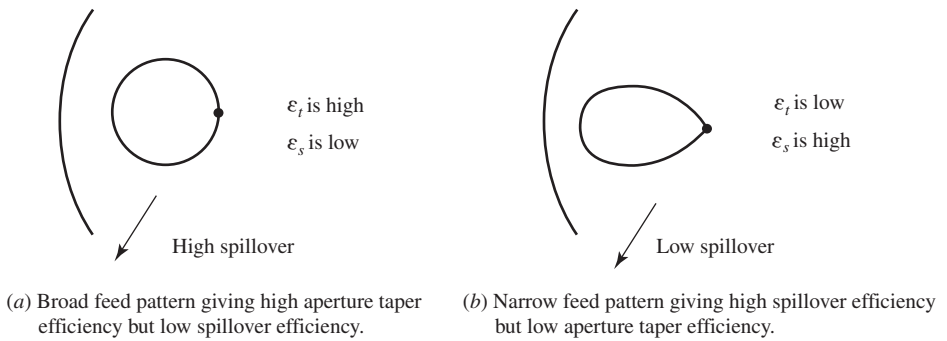 ε_t is high
ε_s is low
High spillover
(a) Broad feed pattern giving high aperture taper
efficiency but low spillover efficiency.
ε_t is low
ε_s is high
Low spillover
(b) Narrow feed pattern giving high spillover efficiency
but low aperture taper efficiency.